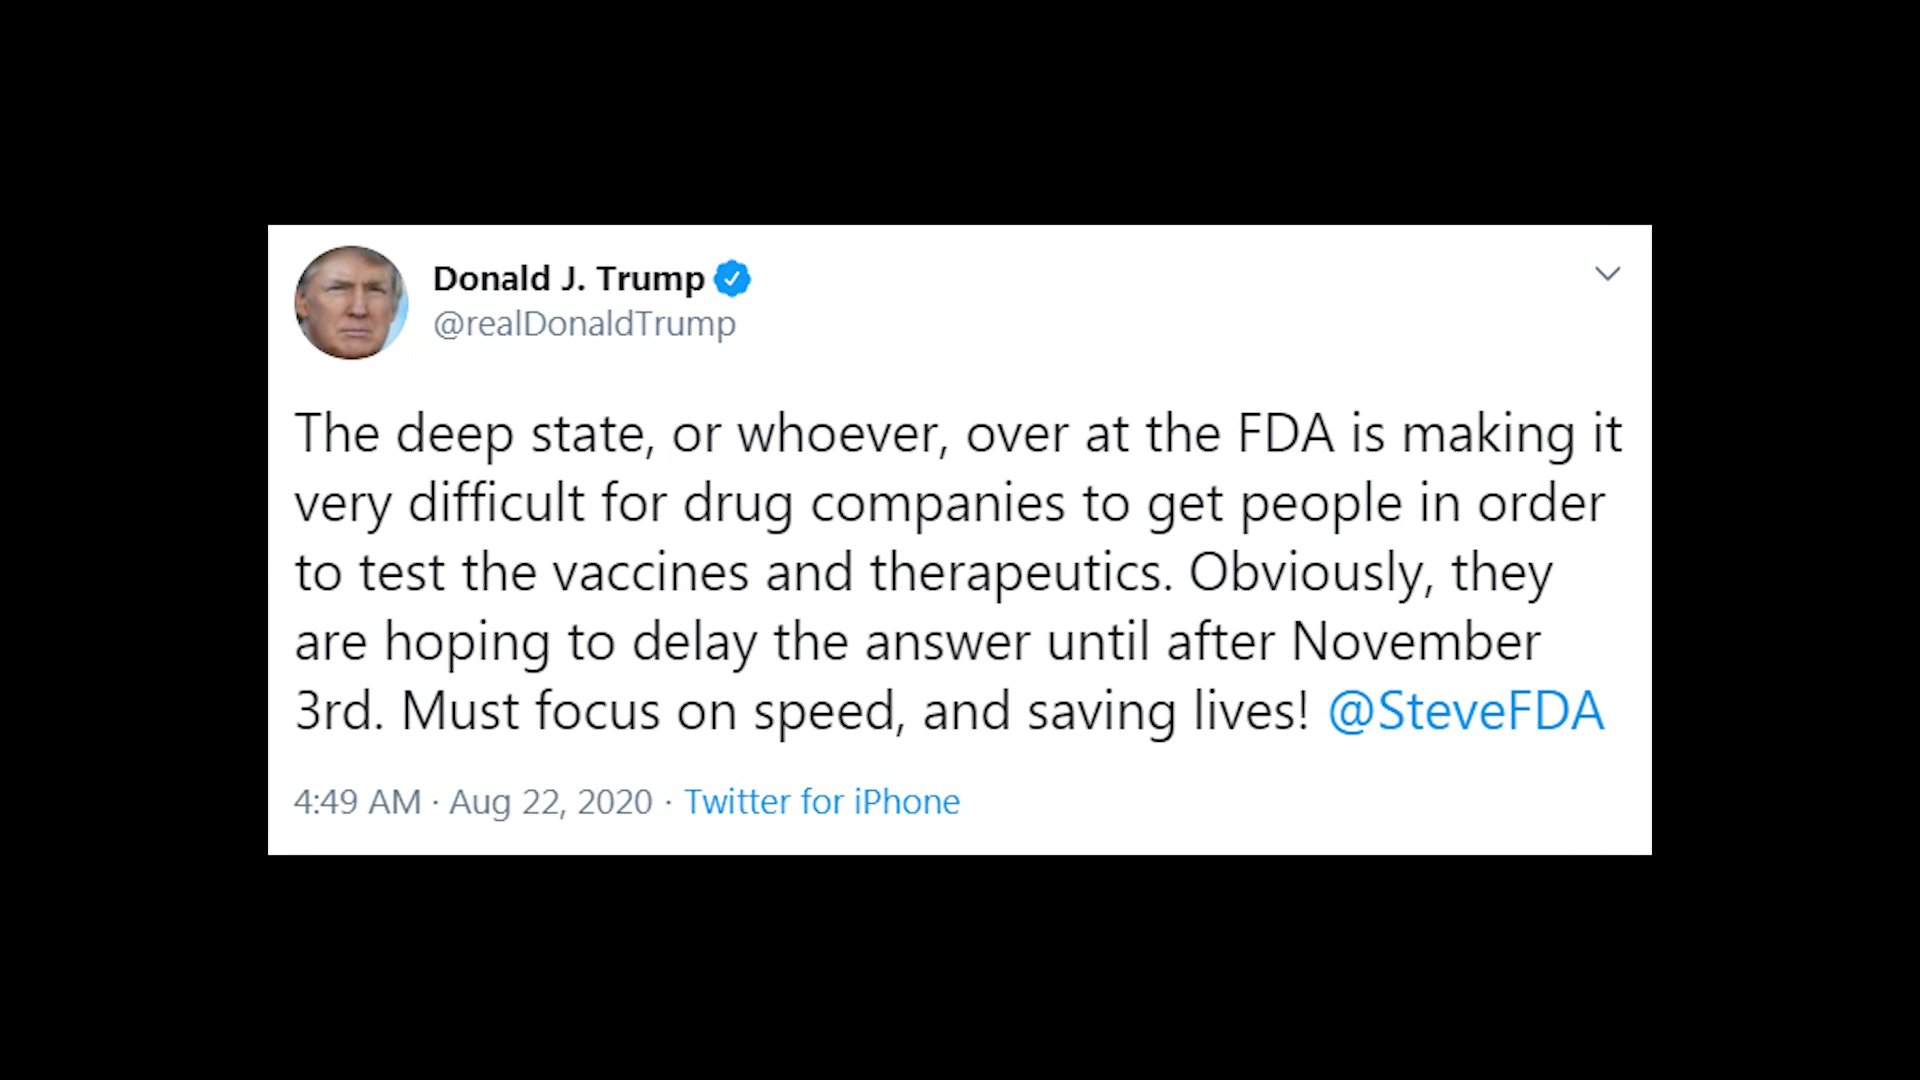 Donald J. Trump
@realDonaldTrump
The deep state, or whoever, over at the FDA is making it
very difficult for drug companies to get people in order
to test the vaccines and therapeutics. Obviously, they
are hoping to delay the answer until after November
3rd. Must focus on speed, and saving lives! @SteveFDA
4:49 AM · Aug 22, 2020 · Twitter for iPhone